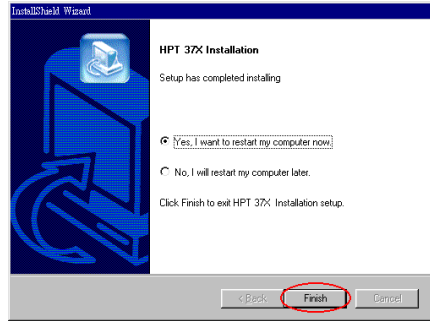 InstallShield Wizard
HPT 37X Installation
Setup has completed installing
Yes, I want to restart my computer now.
No, I will restart my computer later.
Click Finish to exit HPT 37X Installation setup.
< Back
Finish
Cancel